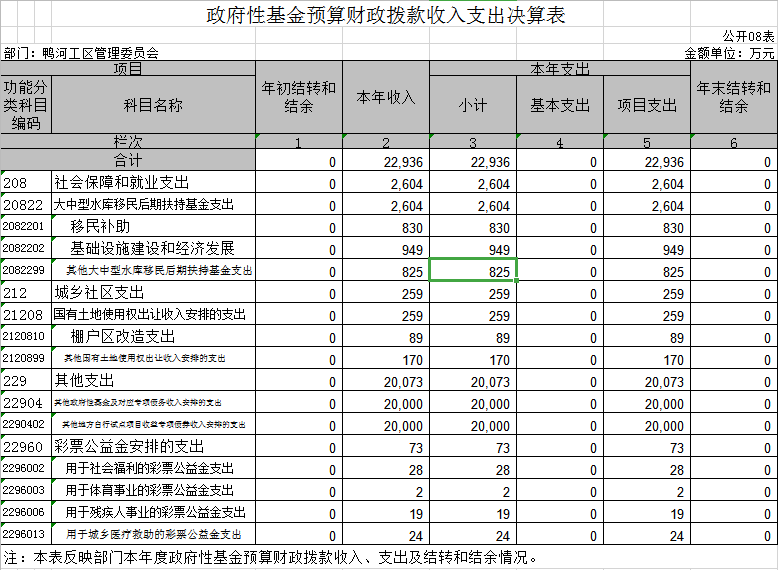 政府性基金预算财政拨款收入支出决算表
公开08表
部门：鸭河工区管理委员会 金额单位：万元
项目 年初结转和结余 本年收入 本年支出 年末结转和结余
功能分类科目编码 科目名称 小计 基本支出 项目支出
栏次 1 2 3 4 5 6
合计 0 22,936 22,936 0 22,936 0
208 社会保障和就业支出 0 2,604 2,604 0 2,604 0
20822 大中型水库移民后期扶持基金支出 0 2,604 2,604 0 2,604 0
2082201 移民补助 0 830 830 0 830 0
2082202 基础设施建设和经济发展 0 949 949 0 949 0
2082299 其他大中型水库移民后期扶持基金支出 0 825 825 0 825 0
212 城乡社区支出 0 259 259 0 259 0
21208 国有土地使用权出让收入安排的支出 0 259 259 0 259 0
2120810 棚户区改造支出 0 89 89 0 89 0
2120899 其他国有土地使用权出让收入安排的支出 0 170 170 0 170 0
229 其他支出 0 20,073 20,073 0 20,073 0
22904 其他政府性基金及对应专项债务收入安排的支出 0 20,000 20,000 0 20,000 0
2290402 其他地方自行试点项目收益专项债券收入安排的支出 0 20,000 20,000 0 20,000 0
22960 彩票公益金安排的支出 0 73 73 0 73 0
2296002 用于社会福利的彩票公益金支出 0 28 28 0 28 0
2296003 用于体育事业的彩票公益金支出 0 2 2 0 2 0
2296006 用于残疾人事业的彩票公益金支出 0 19 19 0 19 0
2296013 用于城乡医疗救助的彩票公益金支出 0 24 24 0 24 0
注：本表反映部门本年度政府性基金预算财政拨款收入、支出及结转和结余情况。